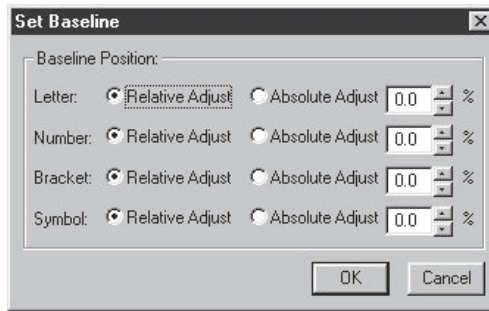 Set Baseline
Baseline Position:
Letter: Relative Adjust Absolute Adjust 0.0 %
Number: Relative Adjust Absolute Adjust 0.0 %
Bracket: Relative Adjust Absolute Adjust 0.0 %
Symbol: Relative Adjust Absolute Adjust 0.0 %
OK Cancel